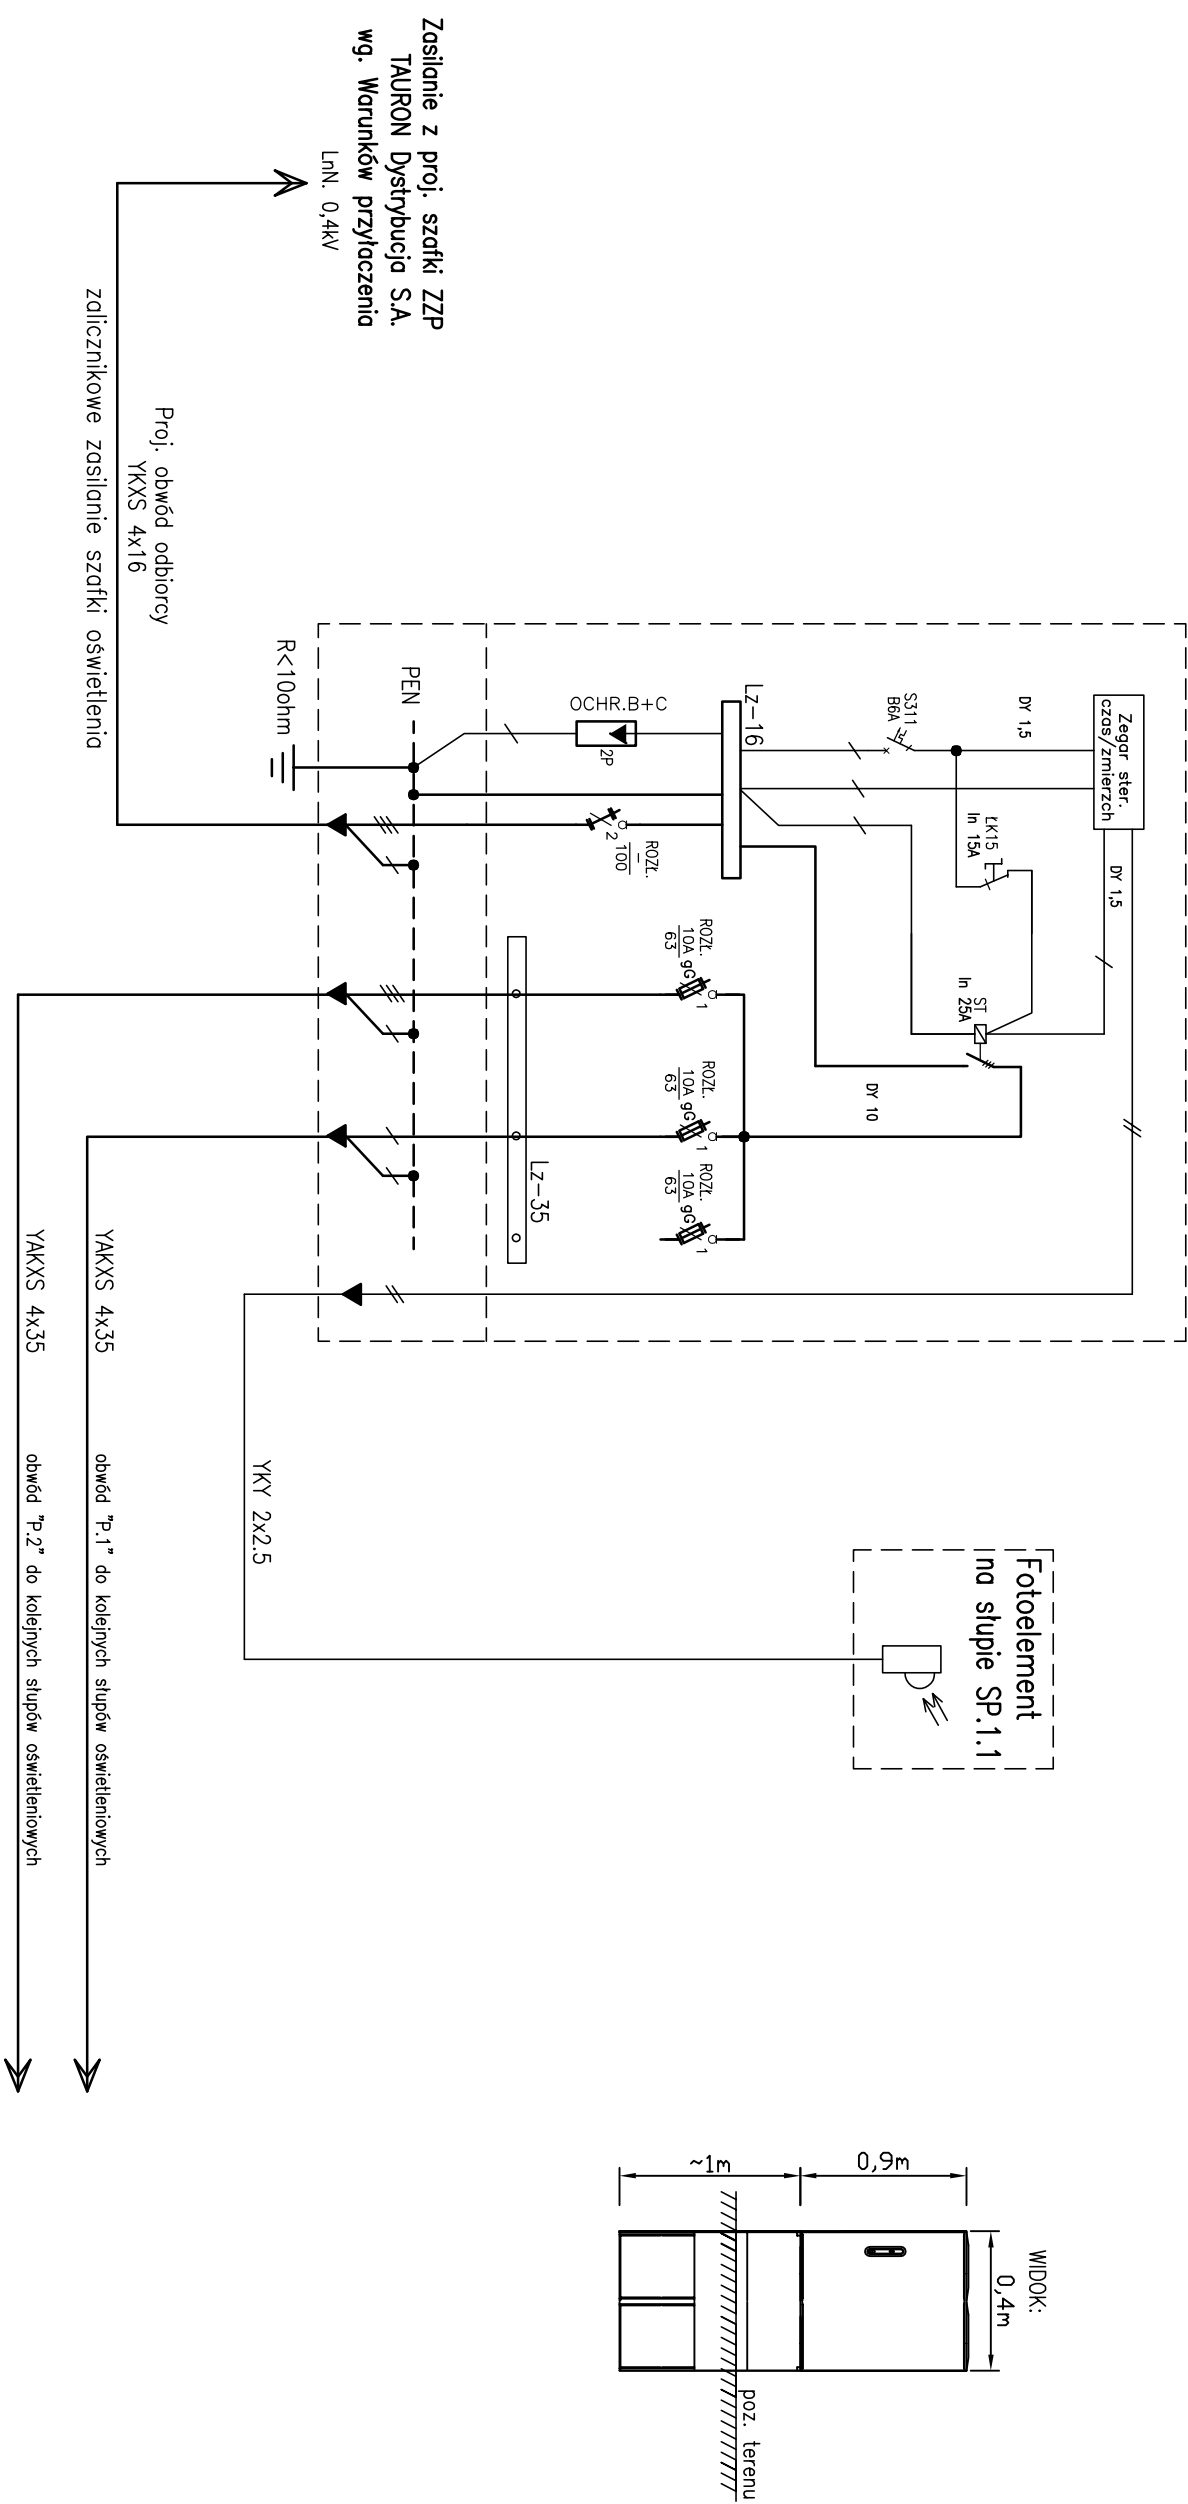 Zasilanie z proj. szafki ZZP
TAURON Dystrybucja S.A.
wg. Warunków przyłaczenia
LnN. 0,4kV
Proj. obwód odbiorcy
YKXS 4x16
zalicznikowe zasilanie szafki oświetlenia
Zegar ster.
czas/zmierzch
DY 1,5
DY 1,5
S311
B6A
ŁK15
In 15A
ST
In 25A
DY 10
Lz-16
OCHR.B+C
2P
ROZŁ.
-
100
2
ROZŁ.
10A gG
63
1
ROZŁ.
10A gG
63
1
ROZŁ.
10A gG
63
1
Lz-35
PEN
R<10ohm
Fotoelement
na słupie SP.1.1
YKY 2x2.5
YAKXS 4x35
obwód "P.1" do kolejnych słupów oświetleniowych
YAKXS 4x35
obwód "P.2" do kolejnych słupów oświetleniowych
WIDOK:
0,4m
0,9m
~1m
poz. terenu